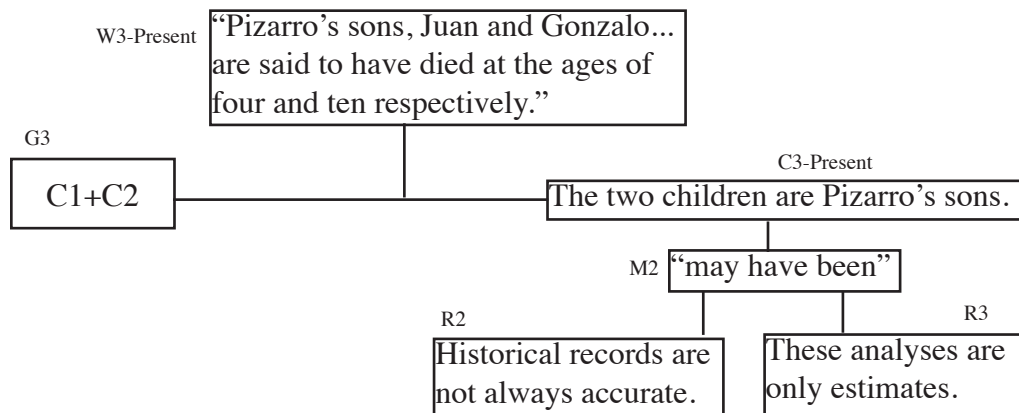 W3-Present
“Pizarro’s sons, Juan and Gonzalo...
are said to have died at the ages of
four and ten respectively.”
G3
C1+C2
C3-Present
The two children are Pizarro’s sons.
M2
“may have been”
R2
Historical records are
not always accurate.
R3
These analyses are
only estimates.